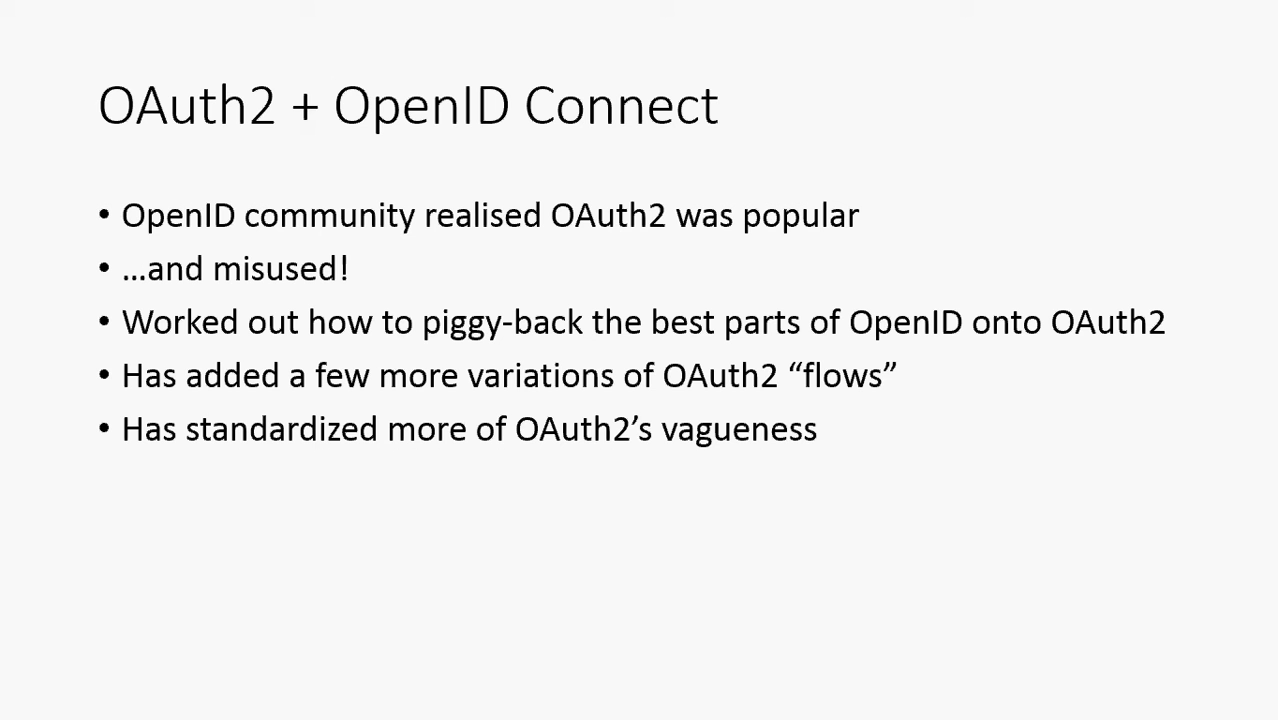 OAuth2 + OpenID Connect
• OpenID community realised OAuth2 was popular
• …and misused!
• Worked out how to piggy-back the best parts of OpenID onto OAuth2
• Has added a few more variations of OAuth2 “flows”
• Has standardized more of OAuth2’s vagueness